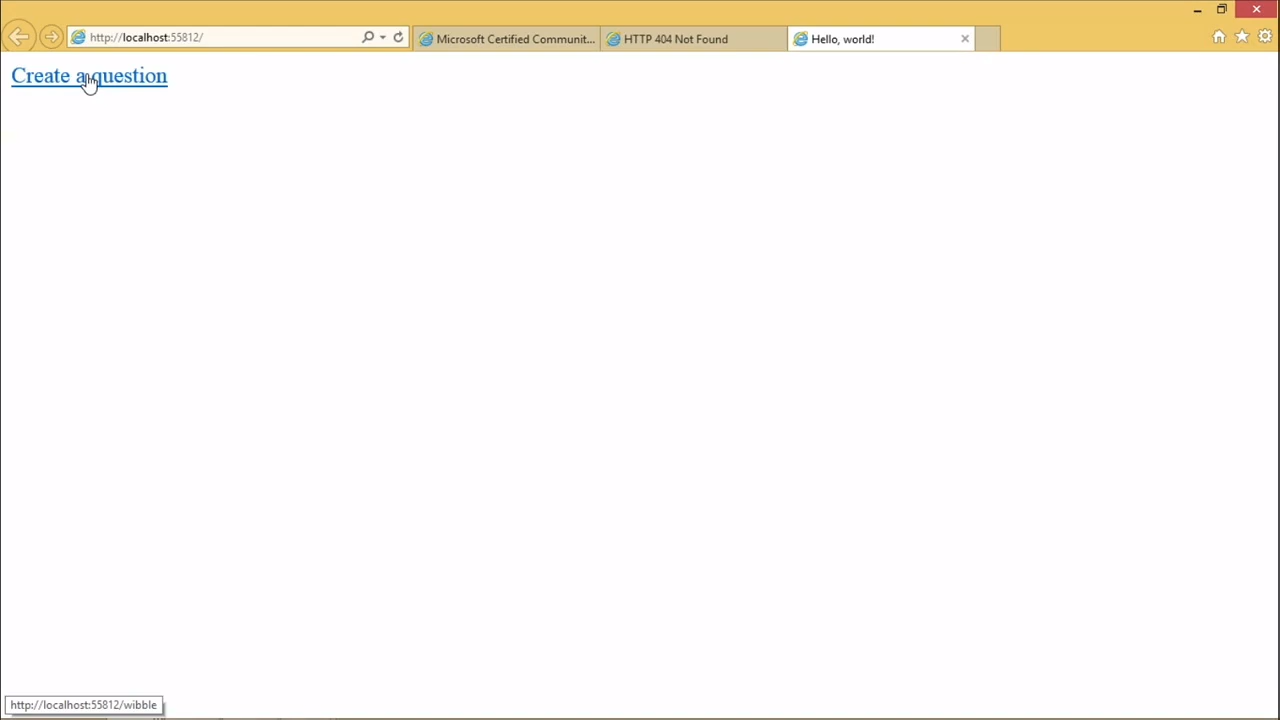 http://localhost:55812/
Microsoft Certified Communit...
HTTP 404 Not Found
Hello, world!
Create a question
http://localhost:55812/wibble